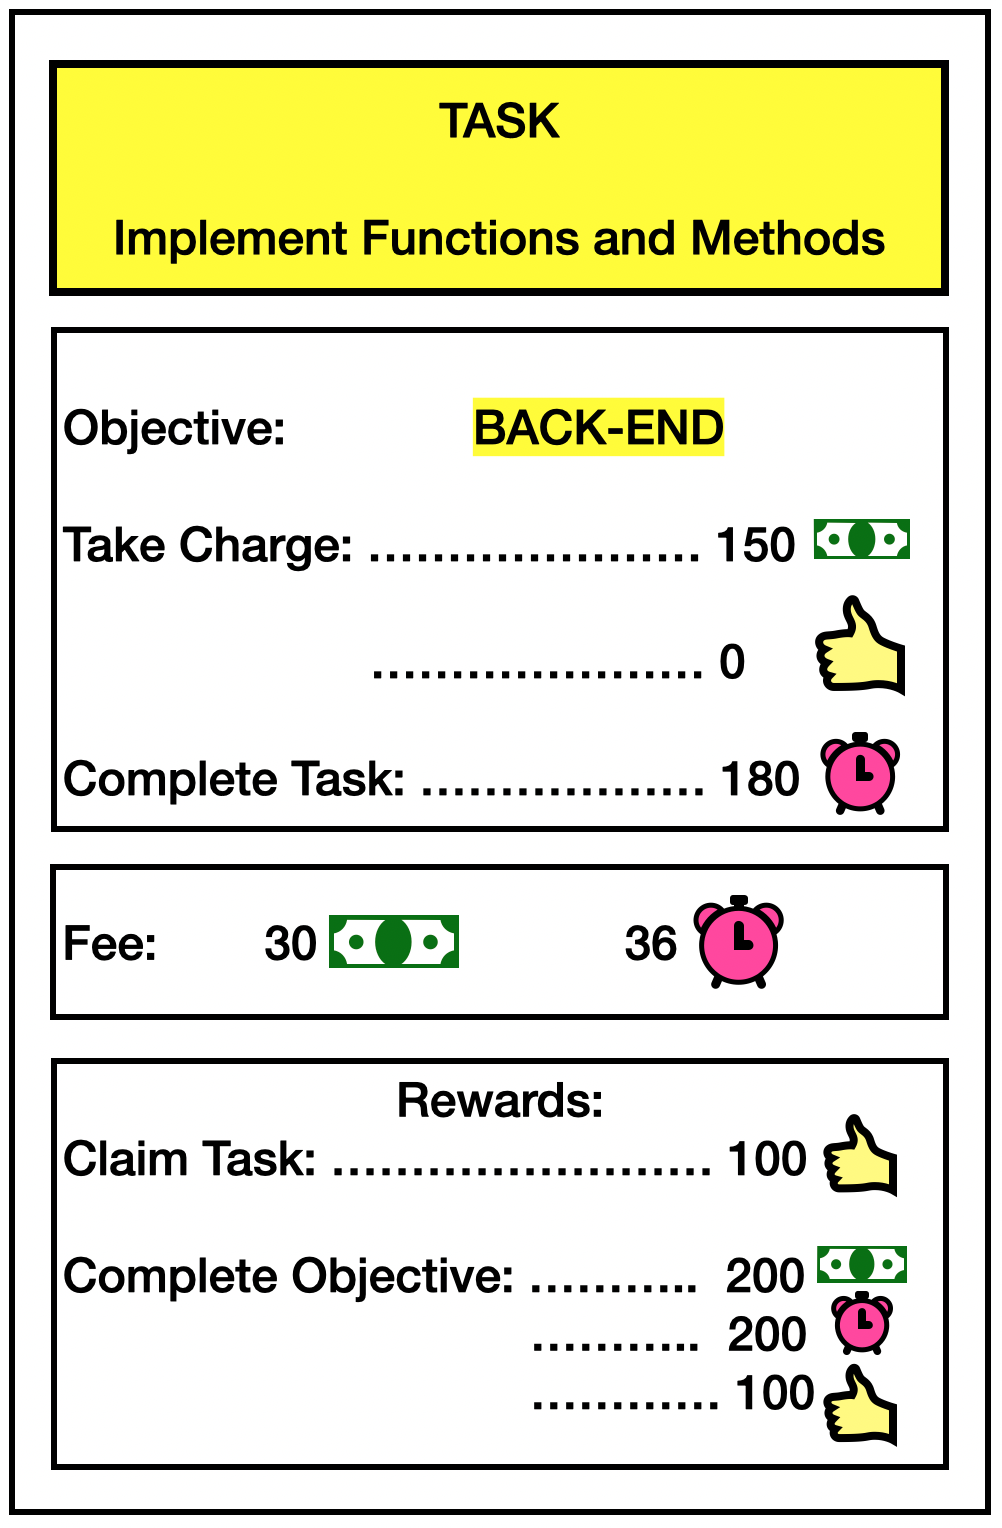 TASK
Implement Functions and Methods
Objective: BACK-END
Take Charge: ..................... 150
..................... 0
Complete Task: .................. 180
Fee: 30 36
Rewards:
Claim Task: ........................ 100
Complete Objective: ........... 200
........... 200
............ 100